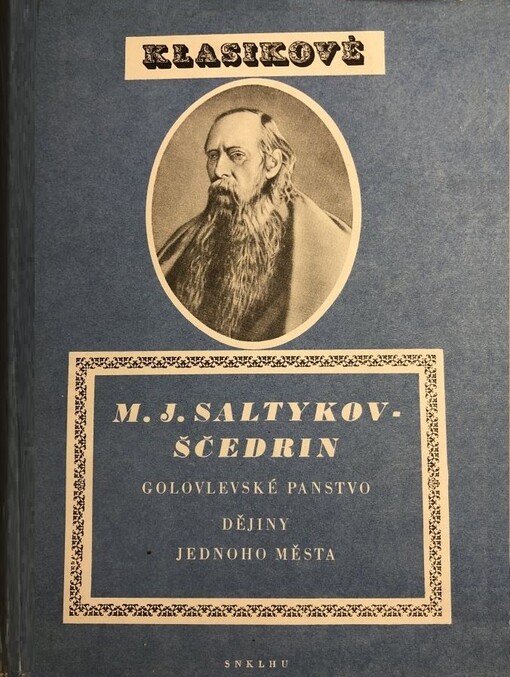 KLASIKOVÉ
M. J. SALTYKOV-
ŠČEDRIN
GOLOVLEVSKÉ PANSTVO
DĚJINY
JEDNOHO MĚSTA
SNKLHU